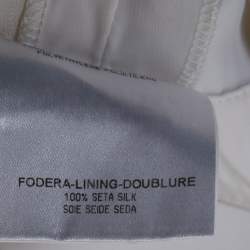 FODERA-LINING-DOUBLURE
100% SETA SILK
SOIE SEIDE SEDA